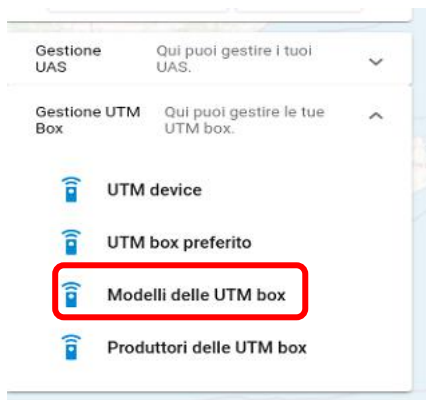 Gestione UAS
Qui puoi gestire i tuoi UAS.
Gestione UTM Box
Qui puoi gestire le tue UTM box.
UTM device
UTM box preferito
Modelli delle UTM box
Produttori delle UTM box